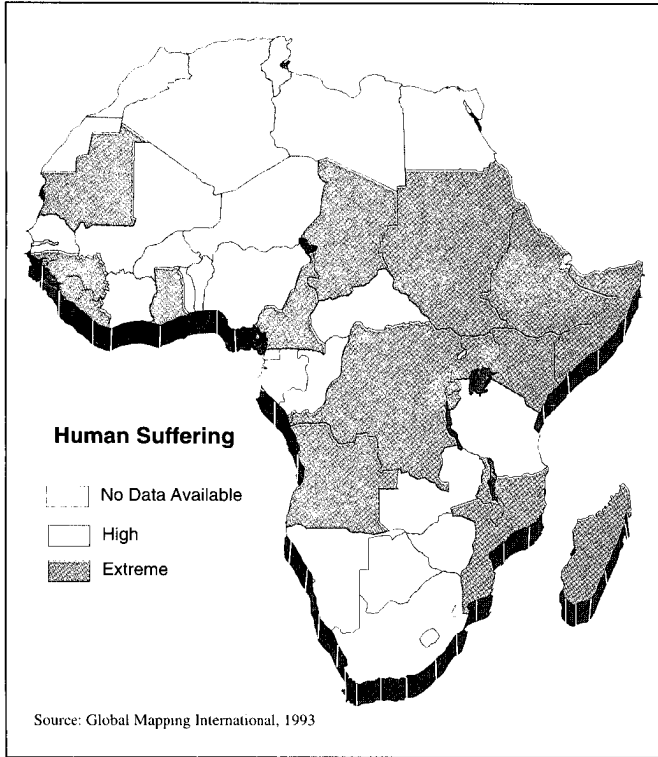 Human Suffering
No Data Available
High
Extreme
Source: Global Mapping International, 1993